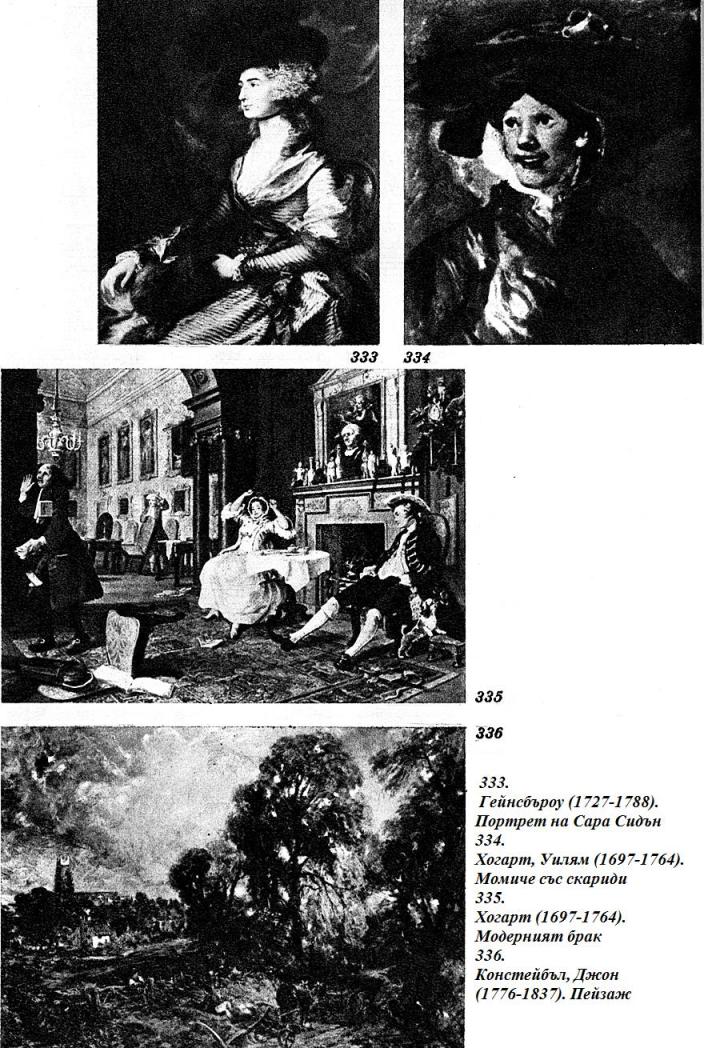 333 334
335
336
333.
Гейнсбъроу (1727-1788).
Портрет на Сара Сидън
334.
Хогарт, Уилям (1697-1764).
Момиче със скариди
335.
Хогарт (1697-1764).
Модерният брак
336.
Констейбъл, Джон
(1776-1837). Пейзаж